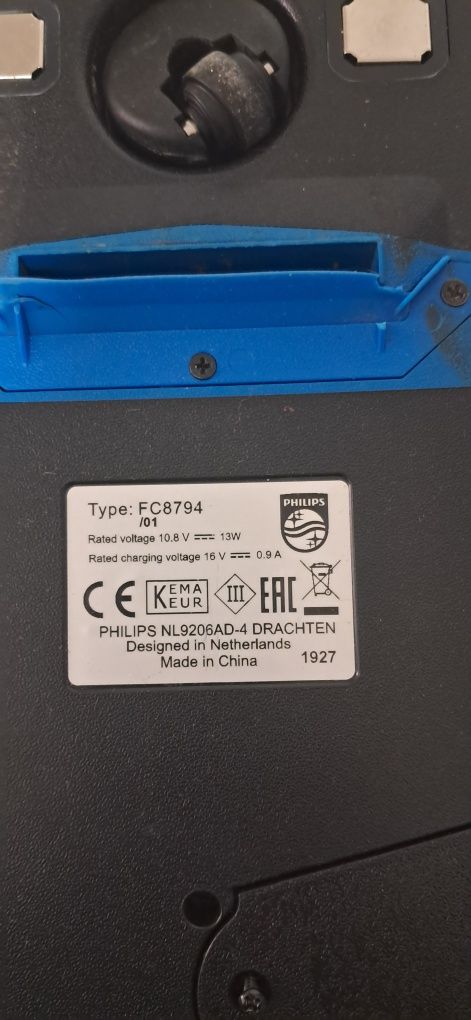 Type: FC8794
/01
PHILIPS
Rated voltage 10.8 V 13W
Rated charging voltage 16 V 0.9 A
CE KEMA KEUR III EAC
PHILIPS NL9206AD-4 DRACHTEN
Designed in Netherlands
Made in China 1927